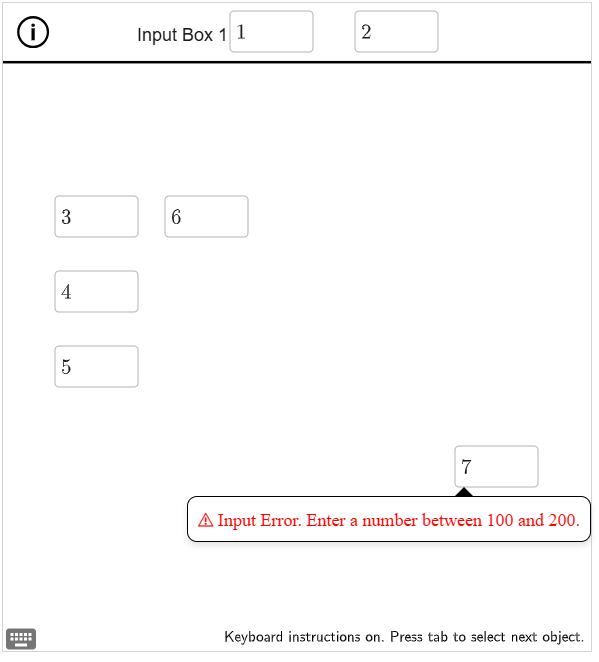 i Input Box 1 1 2
3 6
4
5
7
Input Error. Enter a number between 100 and 200.
Keyboard instructions on. Press tab to select next object.